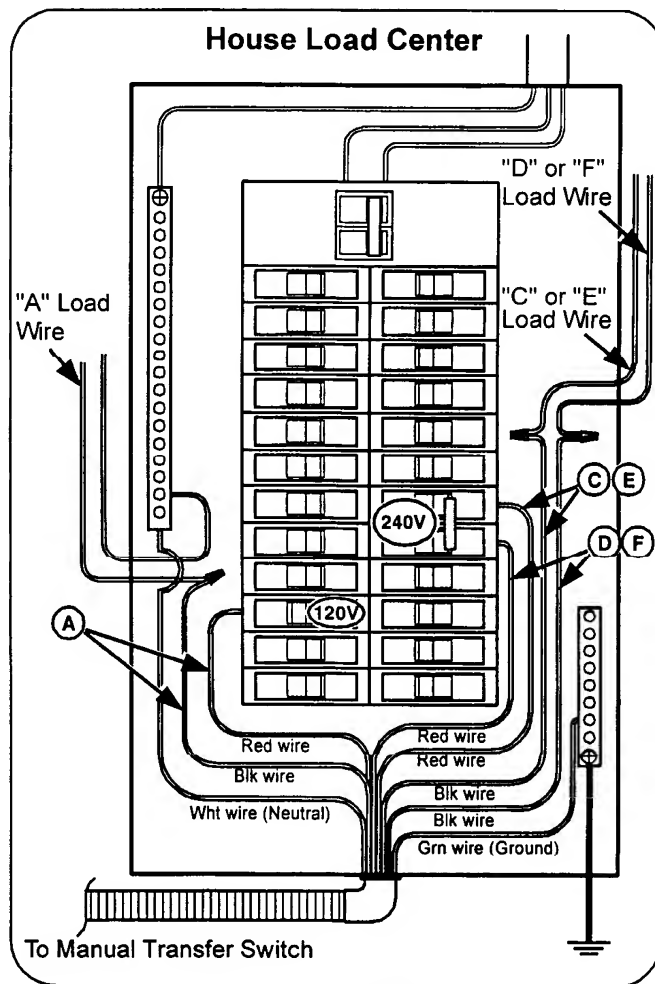 House Load Center
"D" or "F"
Load Wire
"A" Load
Wire
"C" or "E"
Load Wire
C E
240V
D F
A
120V
Red wire
Red wire
Blk wire
Red wire
Blk wire
Wht wire (Neutral)
Blk wire
Grn wire (Ground)
To Manual Transfer Switch